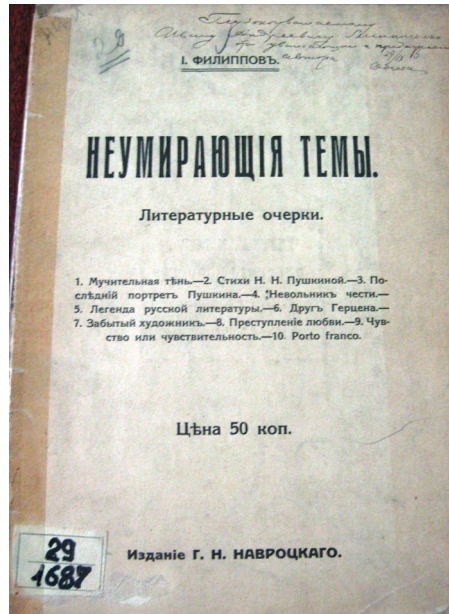 Глубокоуважаемому
автора
І. ФИЛИППОВЪ.
НЕУМИРАЮЩІЯ ТЕМЫ.
Литературные очерки.
1. Мучительная тѣнь.—2. Стихи Н. Н. Пушкиной.—3. По-
слѣдній портретъ Пушкина.—4. Невольникъ чести.—
5. Легенда русской литературы.—6. Другъ Герцена.—
7. Забытый художникъ.—8. Преступленіе любви.—9. Чув-
ство или чувствительность.—10. Porto franco.
Цѣна 50 коп.
29
1687
Изданіе Г. Н. НАВРОЦКАГО.